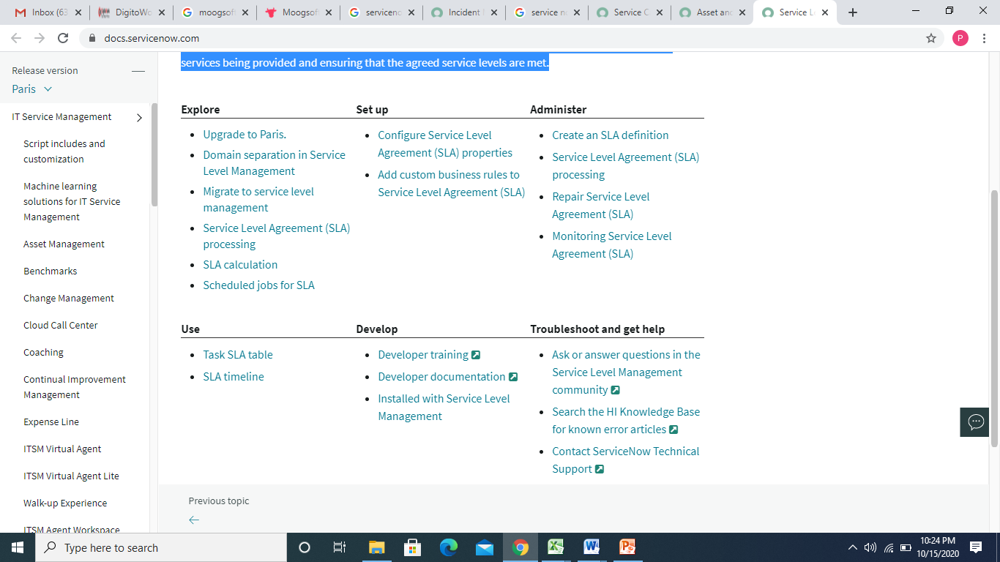 Inbox (63
DigitoWo
moogsof
Moogsof
serviceno
Incident
service no
Service C
Asset and
Service L
docs.servicenow.com
P
Release version
Paris
IT Service Management
Script includes and
customization
Machine learning
solutions for IT Service
Management
Asset Management
Benchmarks
Change Management
Cloud Call Center
Coaching
Continual Improvement
Management
Expense Line
ITSM Virtual Agent
ITSM Virtual Agent Lite
Walk-up Experience
ITSM Agent Workspace
services being provided and ensuring that the agreed service levels are met.
Explore
Upgrade to Paris.
Domain separation in Service
Level Management
Migrate to service level
management
Service Level Agreement (SLA)
processing
SLA calculation
Scheduled jobs for SLA
Set up
Configure Service Level
Agreement (SLA) properties
Add custom business rules to
Service Level Agreement (SLA)
Administer
Create an SLA definition
Service Level Agreement (SLA)
processing
Repair Service Level
Agreement (SLA)
Monitoring Service Level
Agreement (SLA)
Use
Task SLA table
SLA timeline
Develop
Developer training
Developer documentation
Installed with Service Level
Management
Troubleshoot and get help
Ask or answer questions in the
Service Level Management
community
Search the HI Knowledge Base
for known error articles
Contact ServiceNow Technical
Support
Previous topic
Type here to search
10:24 PM
10/15/2020